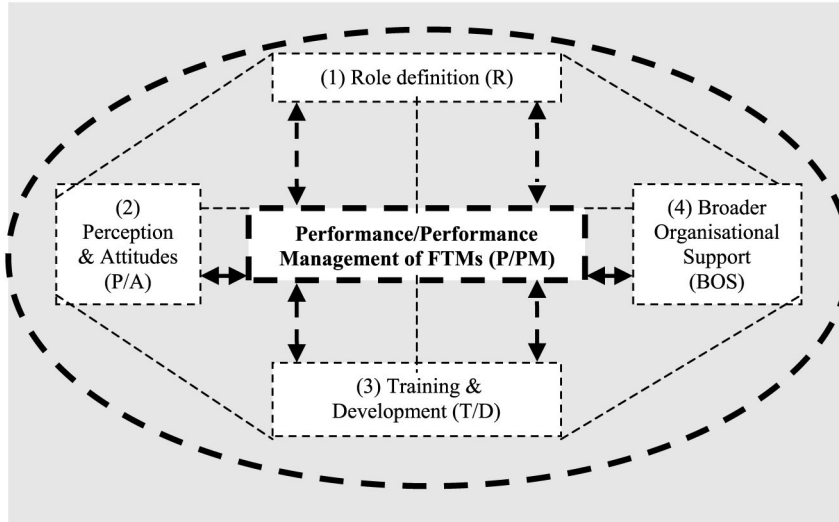 (1) Role definition (R)
(2)
Perception
& Attitudes
(P/A)
Performance/Performance
Management of FTMs (P/PM)
(4) Broader
Organisational
Support
(BOS)
(3) Training &
Development (T/D)